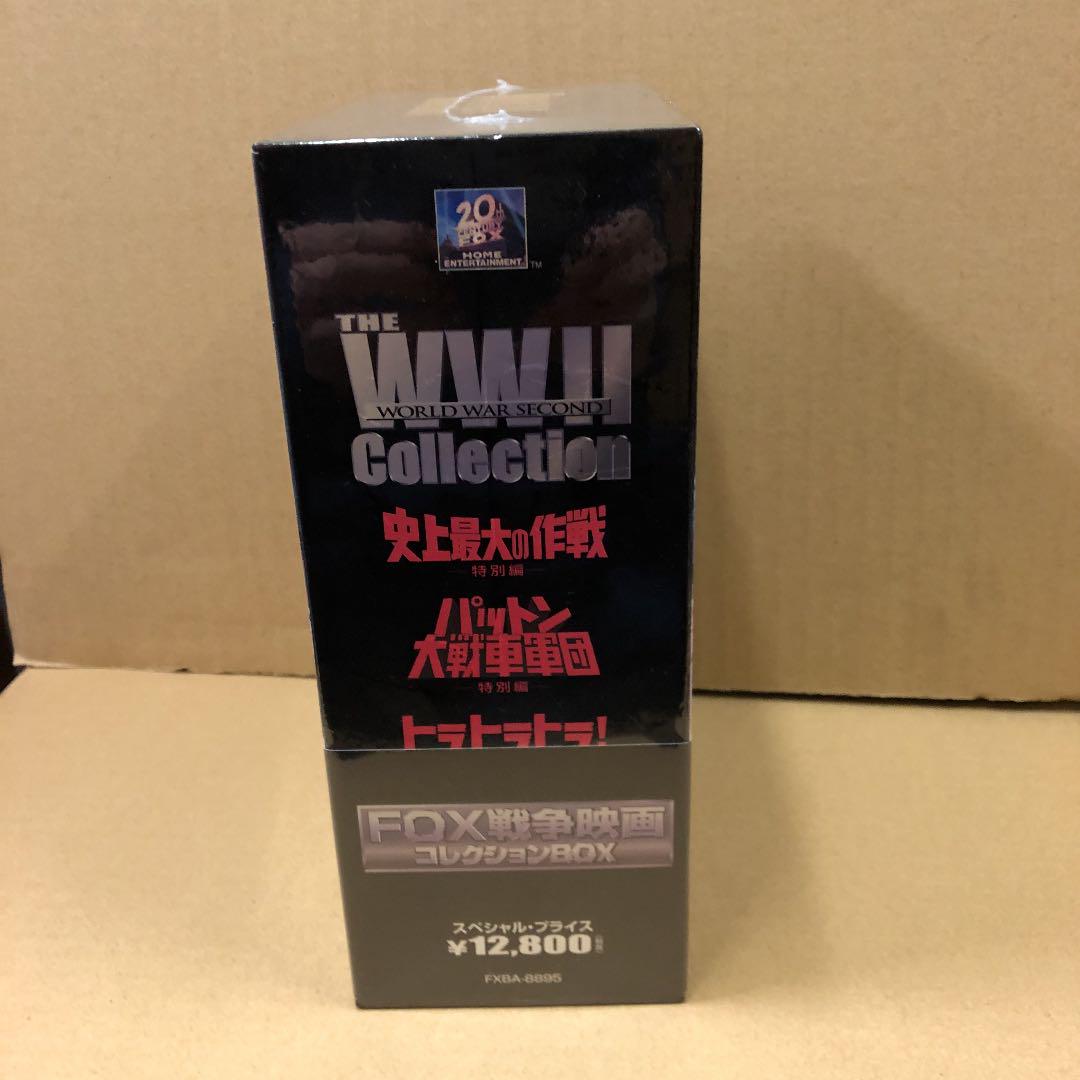 20th
CENTURY
FOX
HOME
ENTERTAINMENT
TM
THE
WWII
WORLD WAR SECOND
Collection
史上最大の作戦
特別編
パットン
大戦車軍団
特別編
トラトラトラ!
FOX戦争映画
コレクションBOX
スペシャル・プライス
¥12,800
FXBA-8895